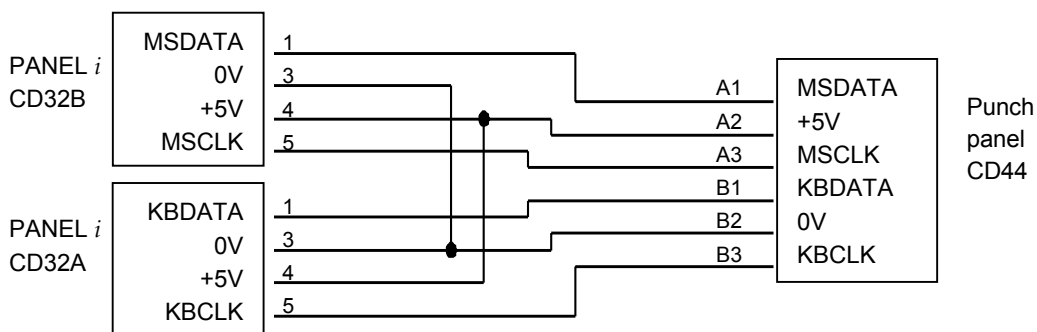 PANEL i
CD32B
MSDATA 1
0V 3
+5V 4
MSCLK 5
PANEL i
CD32A
KBDATA 1
0V 3
+5V 4
KBCLK 5
A1 MSDATA
A2 +5V
A3 MSCLK
B1 KBDATA
B2 0V
B3 KBCLK
Punch
panel
CD44